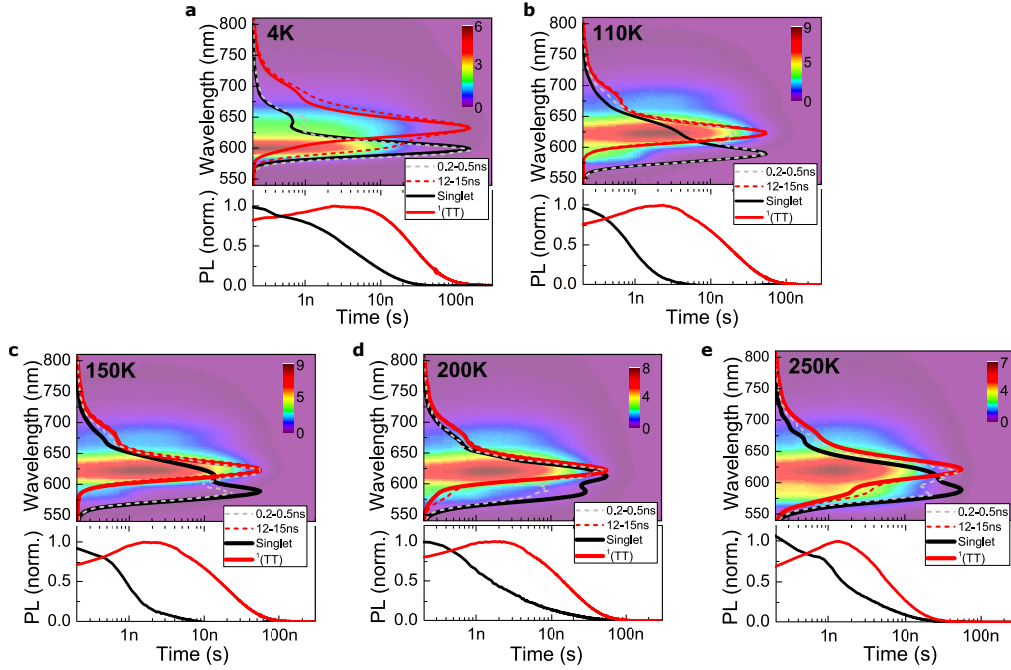 a
4K
Wavelength (nm)
800
750
700
650
600
550
6
3
0
0.2-0.5ns
12-15ns
Singlet
¹(TT)
PL (norm.)
1.0
0.5
0.0
1n
10n
100n
Time (s)
b
110K
Wavelength (nm)
800
750
700
650
600
550
9
5
0
0.2-0.5ns
12-15ns
Singlet
¹(TT)
PL (norm.)
1.0
0.5
0.0
1n
10n
100n
Time (s)
c
150K
Wavelength (nm)
800
750
700
650
600
550
9
5
0
0.2-0.5ns
12-15ns
Singlet
¹(TT)
PL (norm.)
1.0
0.5
0.0
1n
10n
100n
Time (s)
d
200K
Wavelength (nm)
800
750
700
650
600
550
8
4
0
0.2-0.5ns
12-15ns
Singlet
¹(TT)
PL (norm.)
1.0
0.5
0.0
1n
10n
100n
Time (s)
e
250K
Wavelength (nm)
800
750
700
650
600
550
7
4
0
0.2-0.5ns
12-15ns
Singlet
¹(TT)
PL (norm.)
1.0
0.5
0.0
1n
10n
100n
Time (s)